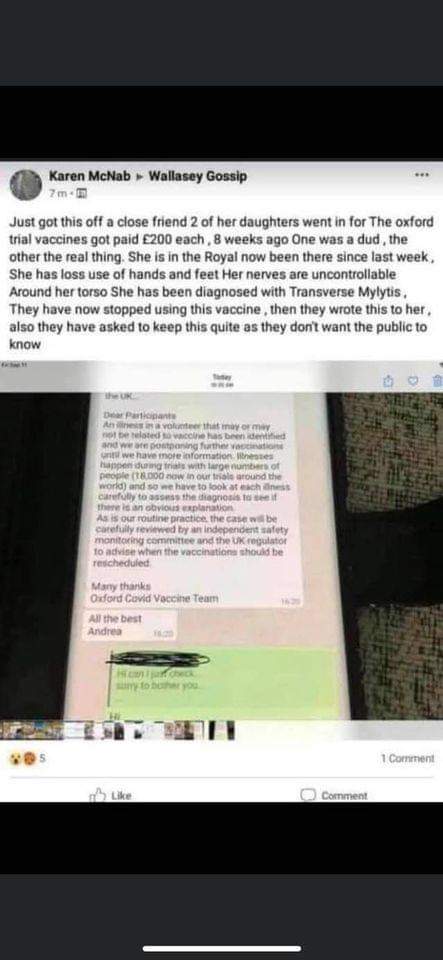 Karen McNab ▸ Wallasey Gossip
7m
Just got this off a close friend 2 of her daughters went in for The oxford
trial vaccines got paid £200 each , 8 weeks ago One was a dud , the
other the real thing. She is in the Royal now been there since last week ,
She has loss use of hands and feet Her nerves are uncontrollable
Around her torso She has been diagnosed with Transverse Mylytis ,
They have now stopped using this vaccine , then they wrote this to her ,
also they have asked to keep this quite as they don't want the public to
know
Fri Sep 11
Today
the UK...
Dear Participants
An illness in a volunteer that may or may
not be related to vaccine has been identified
and we are postponing further vaccinations
until we have more information. Illnesses
happen during trials with large numbers of
people (18,000 now in our trials around the
world) and so we have to look at each illness
carefully to assess the diagnosis to see if
there is an obvious explanation.
As is our routine practice, the case will be
carefully reviewed by an independent safety
monitoring committee and the UK regulator
to advise when the vaccinations should be
rescheduled.
Many thanks
Oxford Covid Vaccine Team
16:20
All the best
Andrea
16:20
Hi can I just check
sorry to bother you
Hi
5
1 Comment
Like
Comment